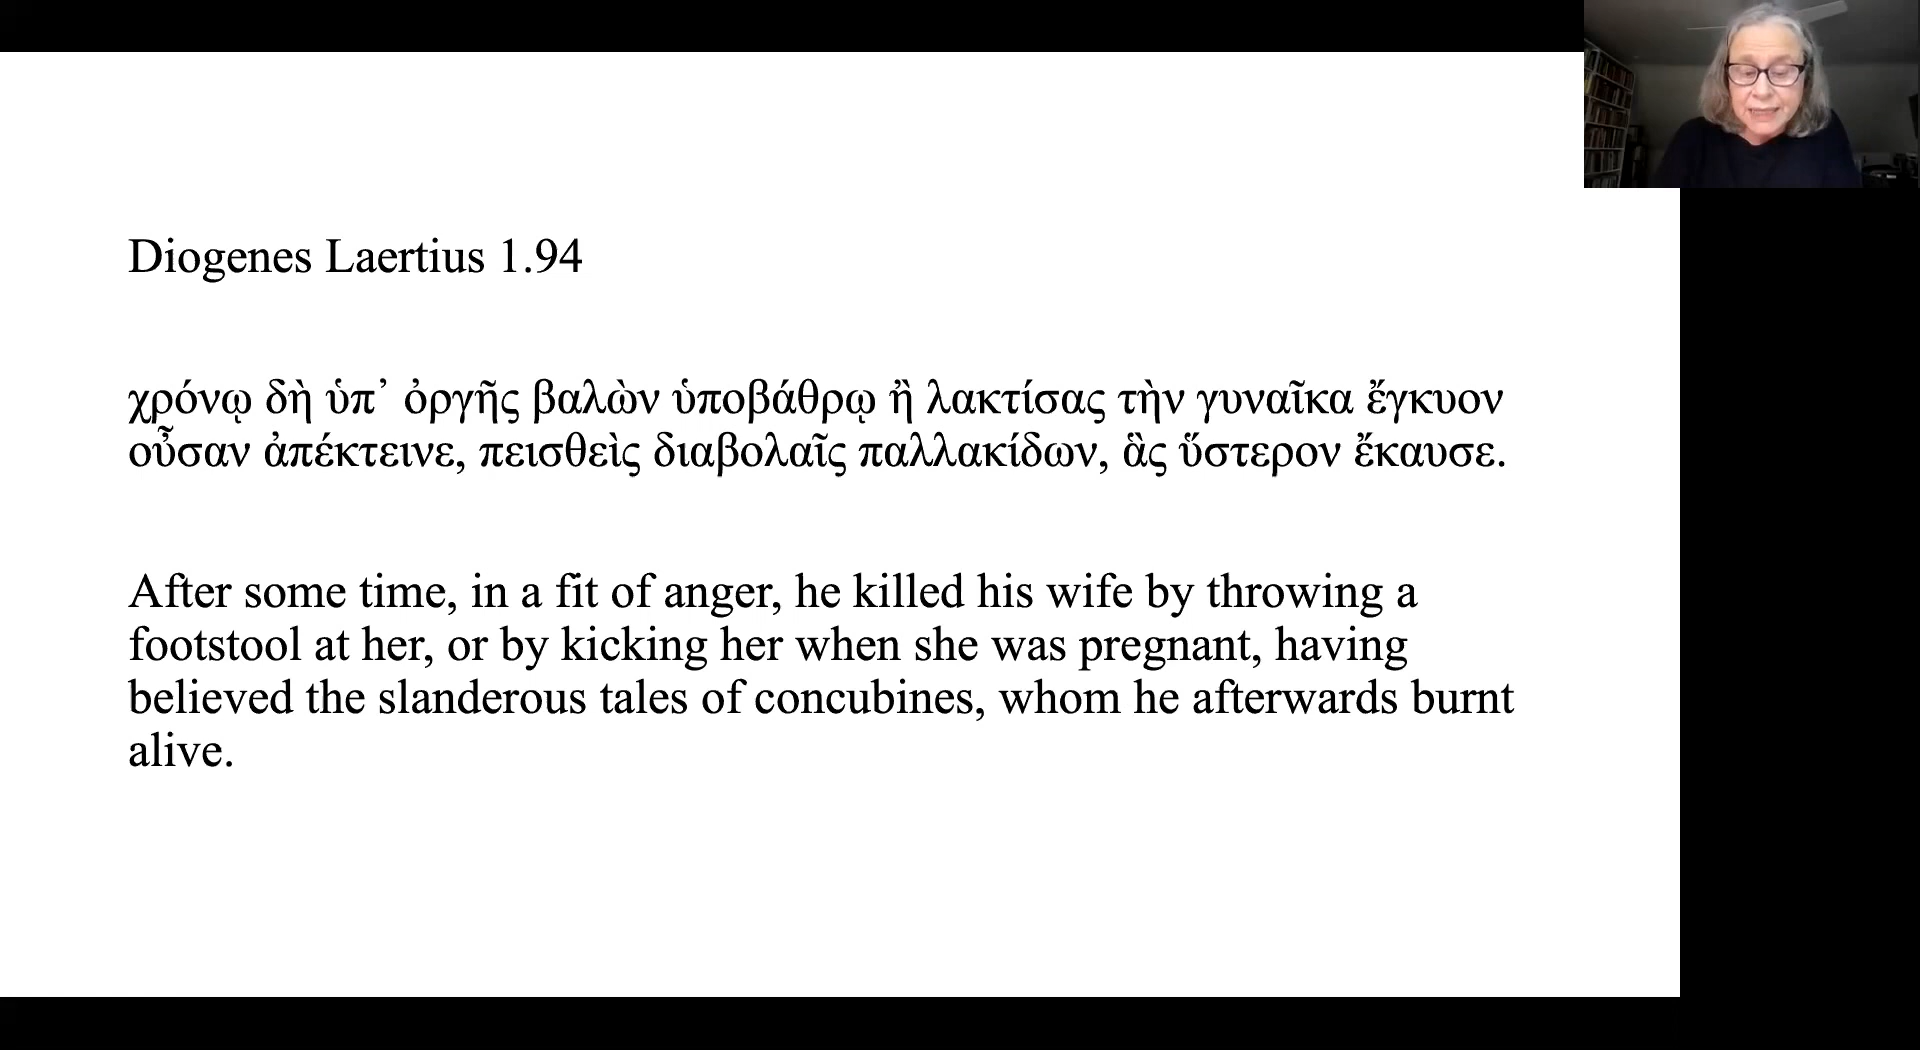 Diogenes Laertius 1.94
χρόνῳ δὴ ὑπ᾽ ὀργῆς βαλὼν ὑποβάθρῳ ἢ λακτίσας τὴν γυναῖκα ἔγκυον
οὖσαν ἀπέκτεινε, πεισθεὶς διαβολαῖς παλλακίδων, ἃς ὕστερον ἔκαυσε.
After some time, in a fit of anger, he killed his wife by throwing a
footstool at her, or by kicking her when she was pregnant, having
believed the slanderous tales of concubines, whom he afterwards burnt
alive.